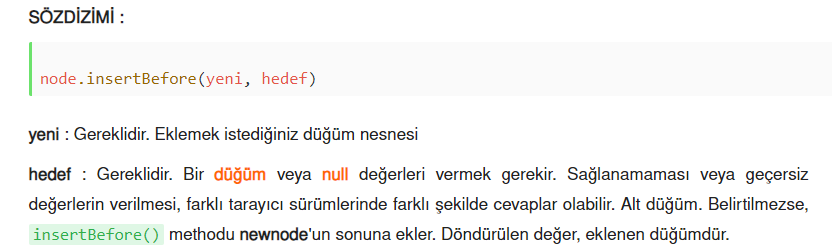 SÖZDİZİMİ :
node.insertBefore(yeni, hedef)
yeni : Gereklidir. Eklemek istediğiniz düğüm nesnesi
hedef : Gereklidir. Bir düğüm veya null değerleri vermek gerekir. Sağlanamaması veya geçersiz
değerlerin verilmesi, farklı tarayıcı sürümlerinde farklı şekilde cevaplar olabilir. Alt düğüm. Belirtilmezse,
insertBefore() methodu newnode'un sonuna ekler. Döndürülen değer, eklenen düğümdür.